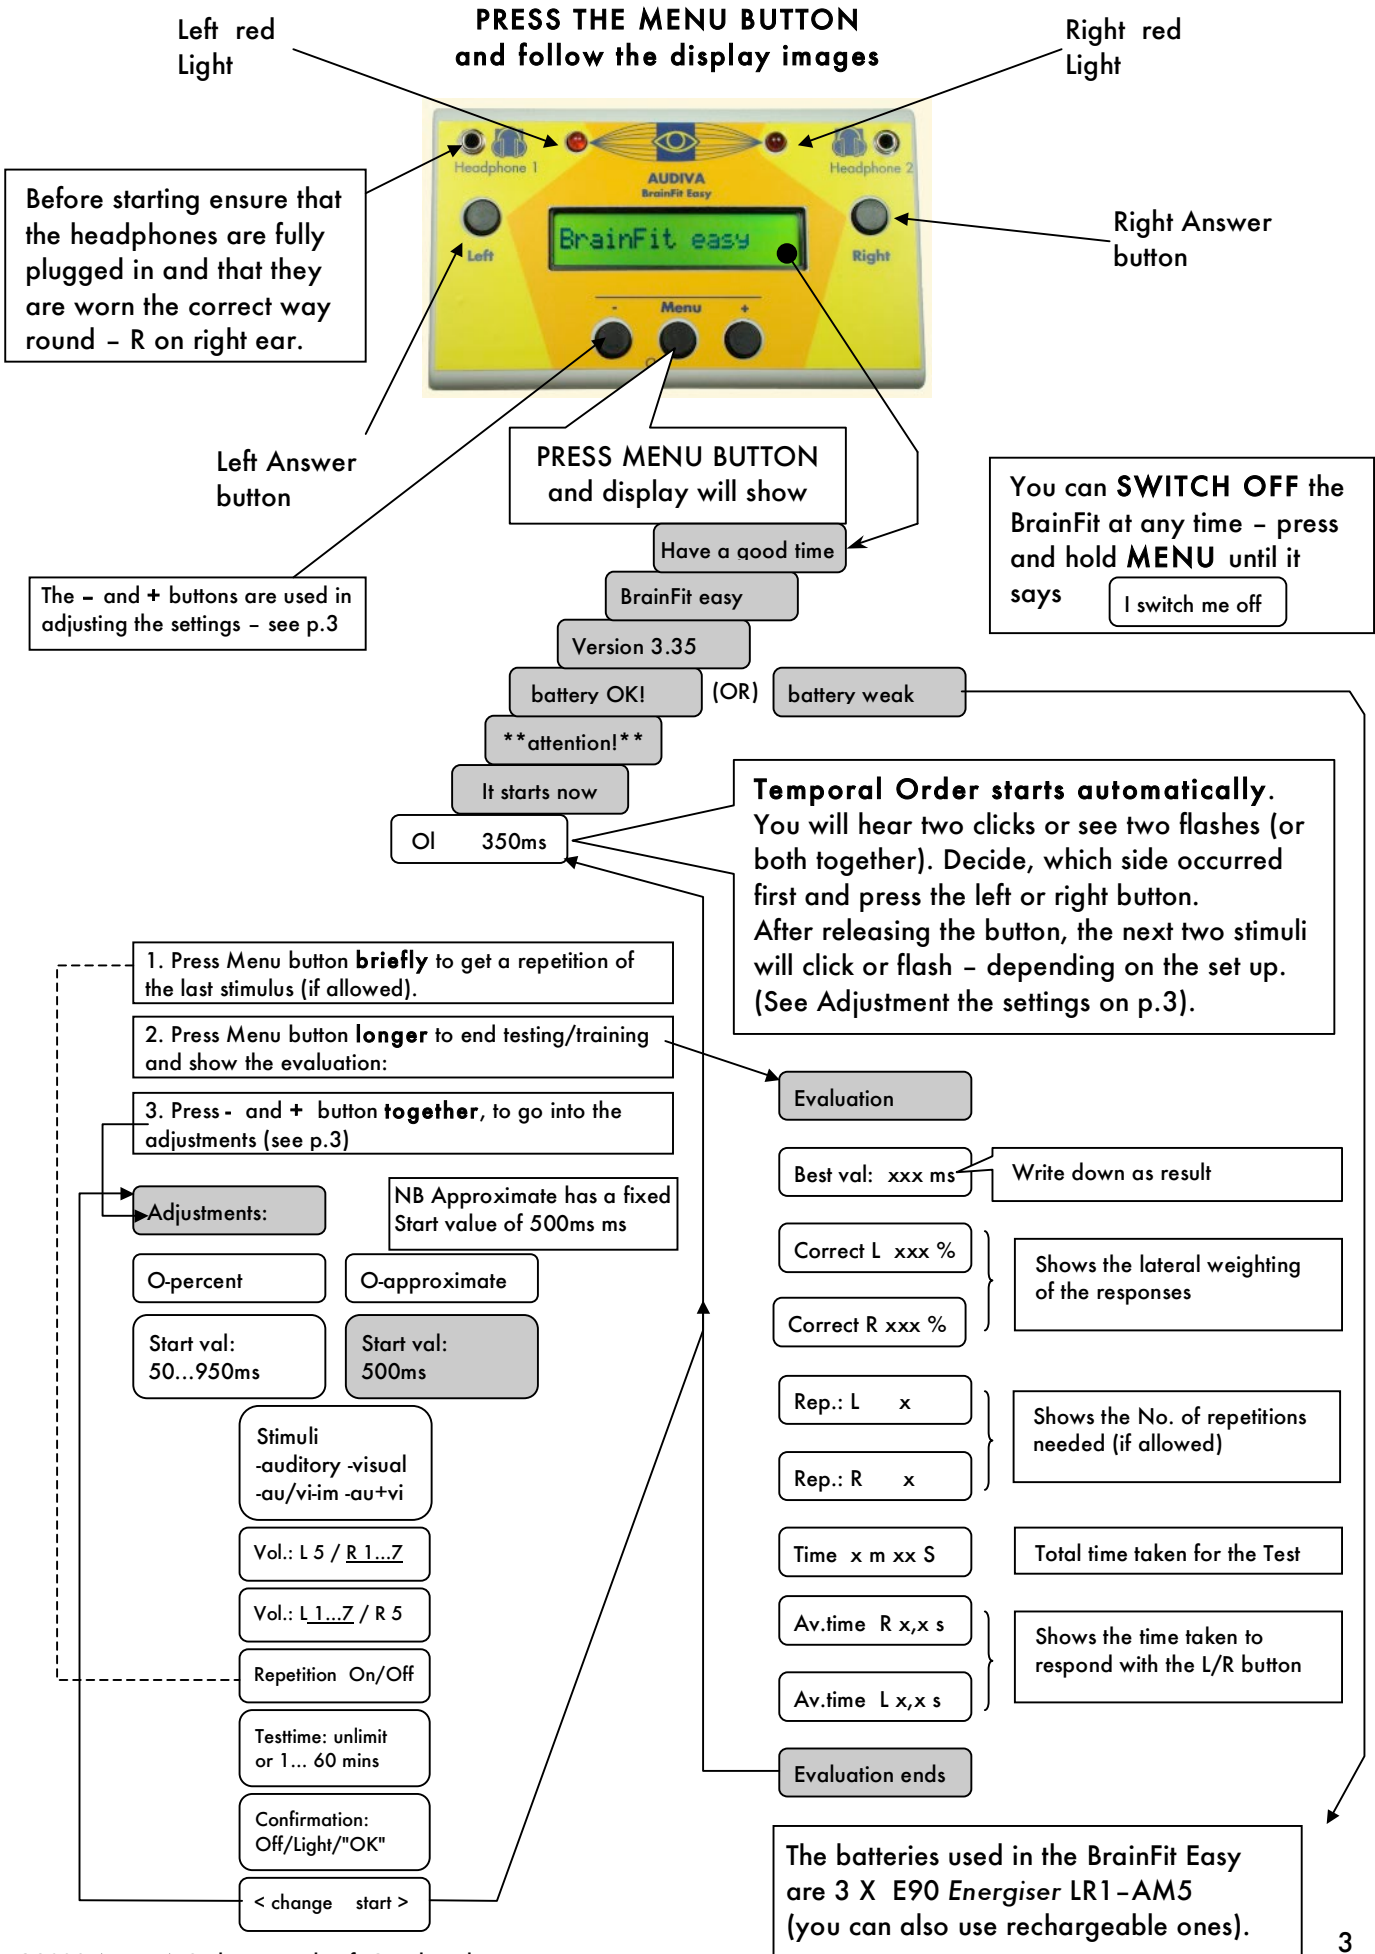 PRESS THE MENU BUTTON
and follow the display images
Left red
Light
Right red
Light
Headphone 1
Headphone 2
AUDIVA
BrainFit Easy
BrainFit easy
Left
Right
- Menu +
Before starting ensure that
the headphones are fully
plugged in and that they
are worn the correct way
round – R on right ear.
Right Answer
button
Left Answer
button
PRESS MENU BUTTON
and display will show
You can SWITCH OFF the
BrainFit at any time – press
and hold MENU until it
says I switch me off
The – and + buttons are used in
adjusting the settings – see p.3
Have a good time
BrainFit easy
Version 3.35
battery OK! (OR) battery weak
**attention!**
It starts now
Ol 350ms
Temporal Order starts automatically.
You will hear two clicks or see two flashes (or
both together). Decide, which side occurred
first and press the left or right button.
After releasing the button, the next two stimuli
will click or flash – depending on the set up.
(See Adjustment the settings on p.3).
1. Press Menu button briefly to get a repetition of
the last stimulus (if allowed).
2. Press Menu button longer to end testing/training
and show the evaluation:
3. Press - and + button together, to go into the
adjustments (see p.3)
Adjustments:
NB Approximate has a fixed
Start value of 500ms ms
O-percent
O-approximate
Start val:
50...950ms
Start val:
500ms
Stimuli
-auditory -visual
-au/vi-im -au+vi
Vol.: L 5 / R 1...7
Vol.: L 1...7 / R 5
Repetition On/Off
Testtime: unlimit
or 1... 60 mins
Confirmation:
Off/Light/"OK"
< change start >
Evaluation
Best val: xxx ms
Write down as result
Correct L xxx %
Correct R xxx %
Shows the lateral weighting
of the responses
Rep.: L x
Rep.: R x
Shows the No. of repetitions
needed (if allowed)
Time x m xx S
Total time taken for the Test
Av.time R x,x s
Av.time L x,x s
Shows the time taken to
respond with the L/R button
Evaluation ends
The batteries used in the BrainFit Easy
are 3 X E90 Energiser LR1–AM5
(you can also use rechargeable ones).
3